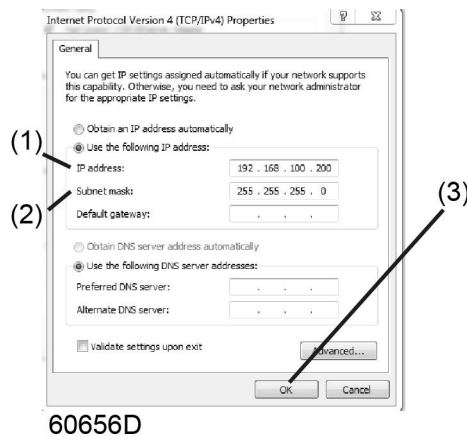 Internet Protocol Version 4 (TCP/IPv4) Properties
General
You can get IP settings assigned automatically if your network supports
this capability. Otherwise, you need to ask your network administrator
for the appropriate IP settings.
Obtain an IP address automatically
(1)
Use the following IP address:
IP address: 192 . 168 . 100 . 200
(2)
Subnet mask: 255 . 255 . 255 . 0
(3)
Default gateway: . . .
Obtain DNS server address automatically
Use the following DNS server addresses:
Preferred DNS server: . . .
Alternate DNS server: . . .
Validate settings upon exit
Advanced...
OK Cancel
60656D